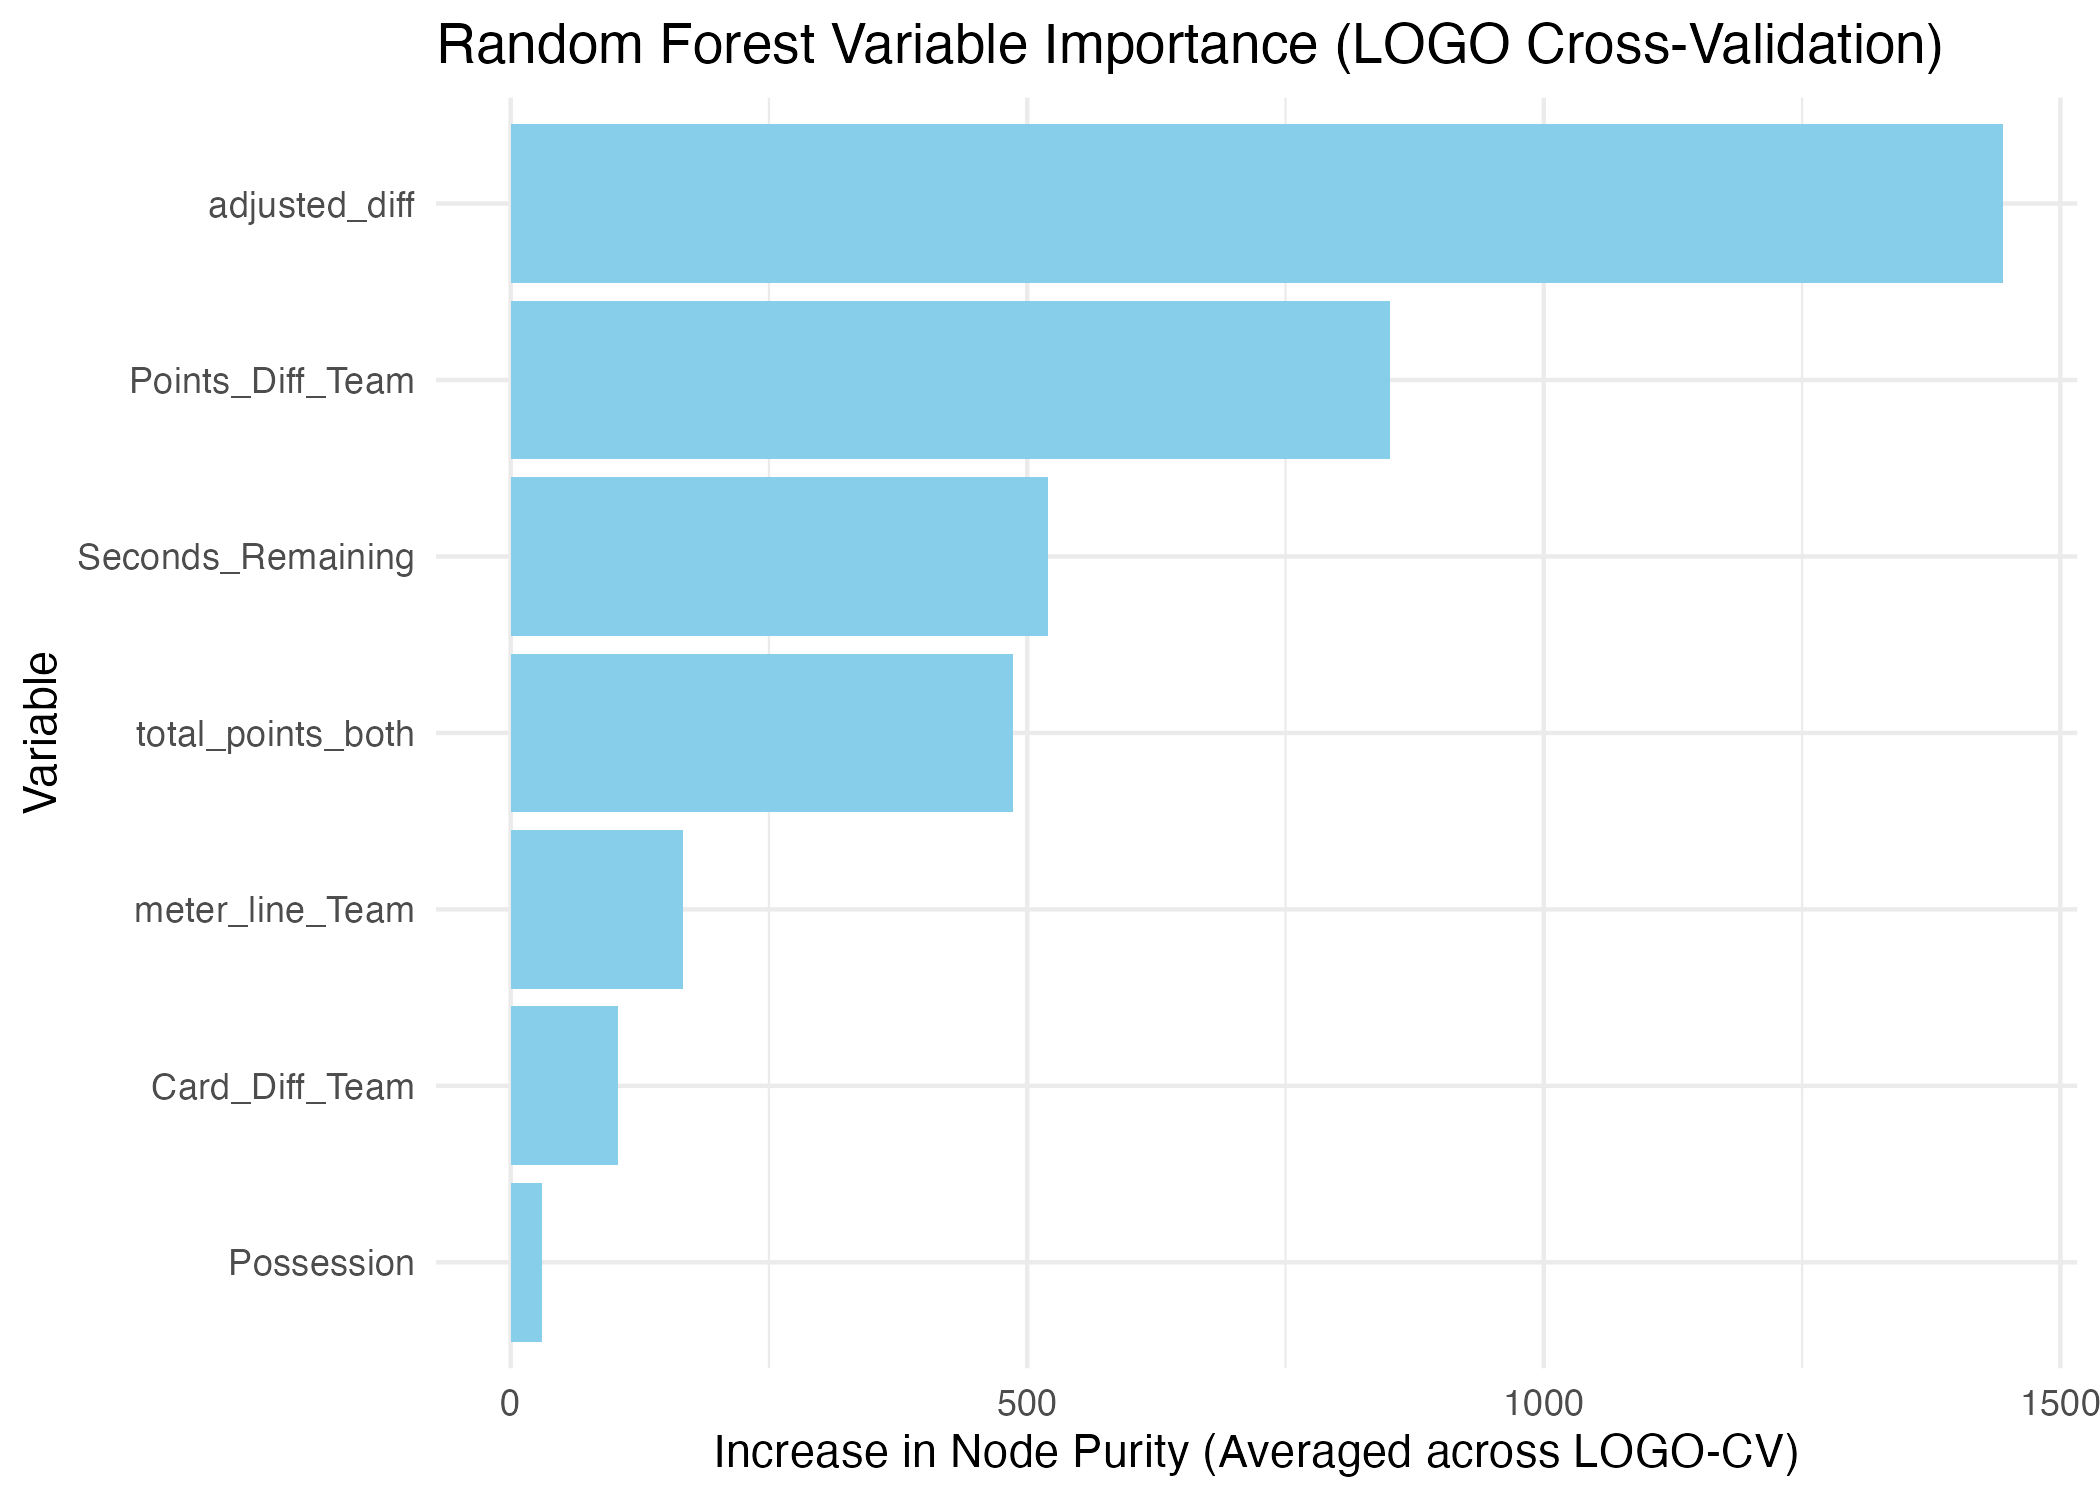 Random Forest Variable Importance (LOGO Cross-Validation)
adjusted_diff
Points_Diff_Team
Seconds_Remaining
total_points_both
meter_line_Team
Card_Diff_Team
Possession
Variable
0 500 1000 1500
Increase in Node Purity (Averaged across LOGO-CV)